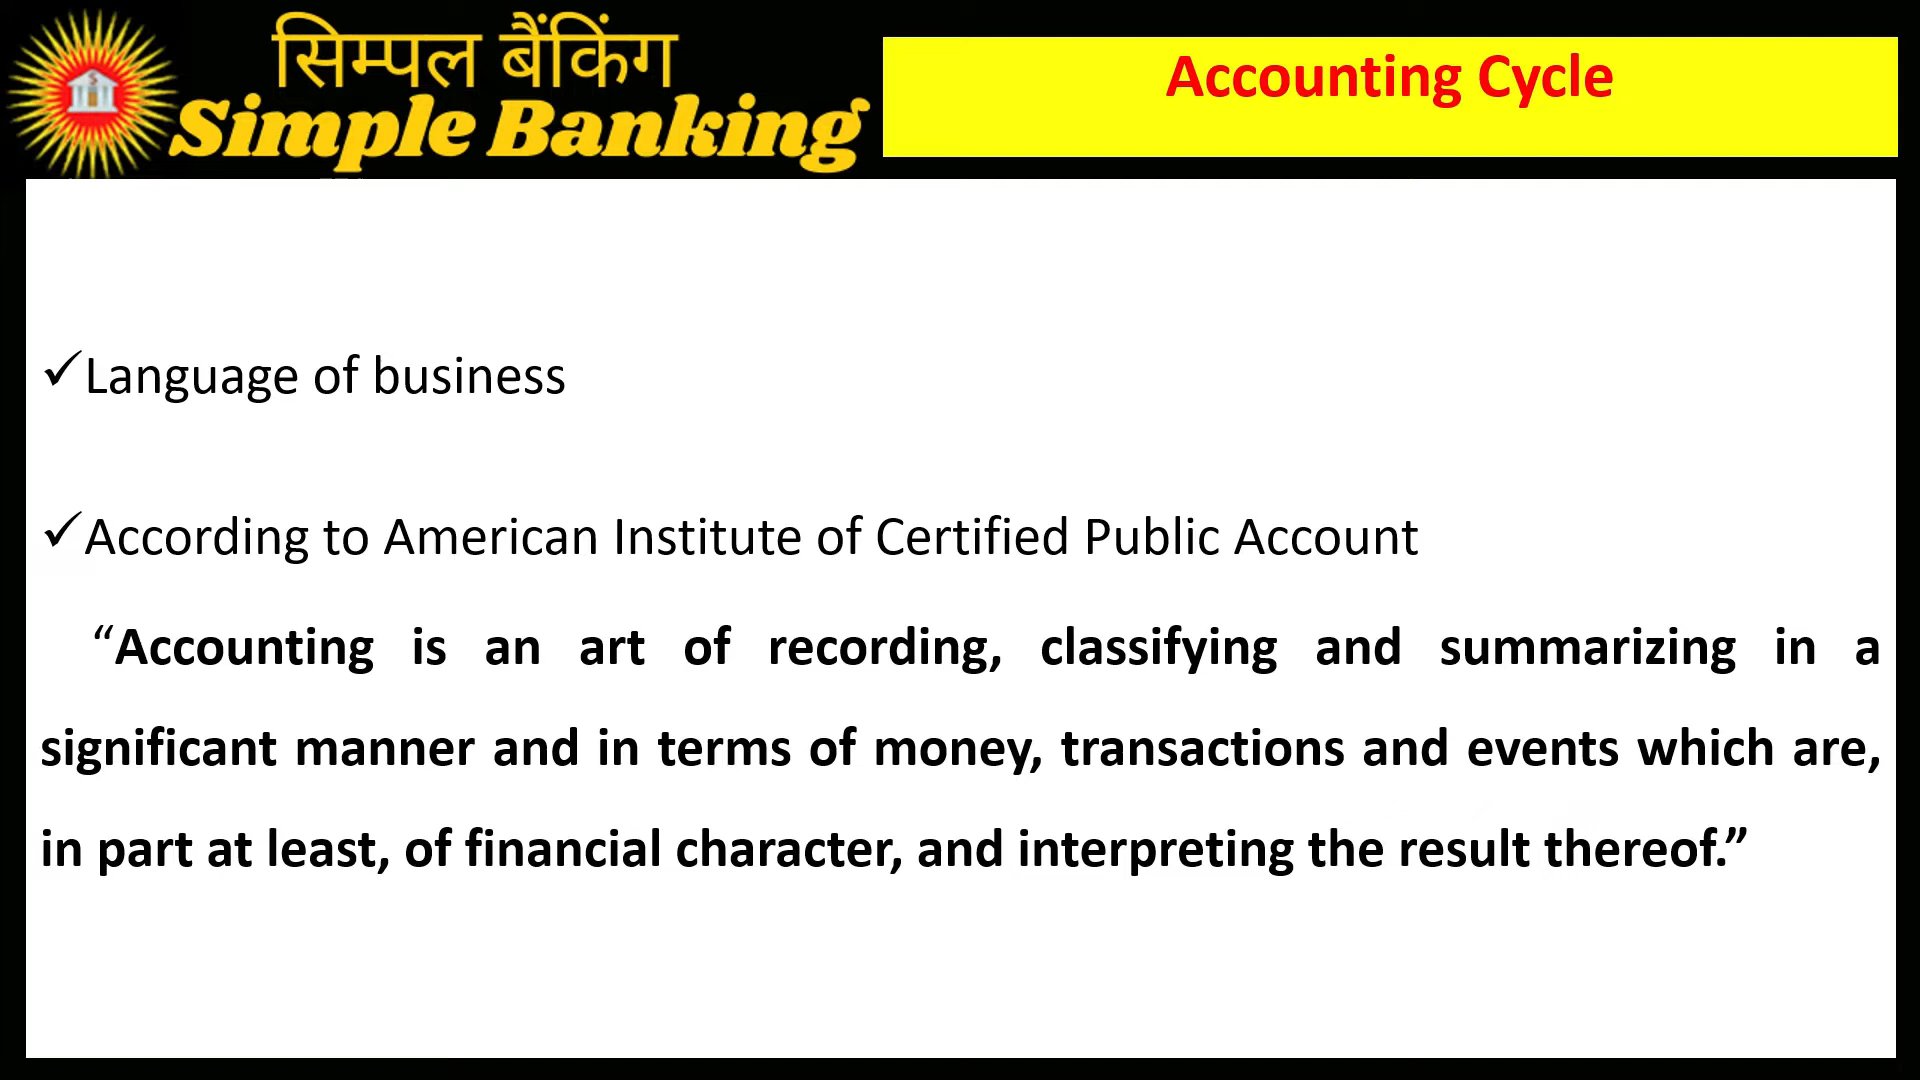 सिम्पल बैंकिंग
Simple Banking
Accounting Cycle
✓Language of business
✓According to American Institute of Certified Public Account
“Accounting is an art of recording, classifying and summarizing in a
significant manner and in terms of money, transactions and events which are,
in part at least, of financial character, and interpreting the result thereof.”